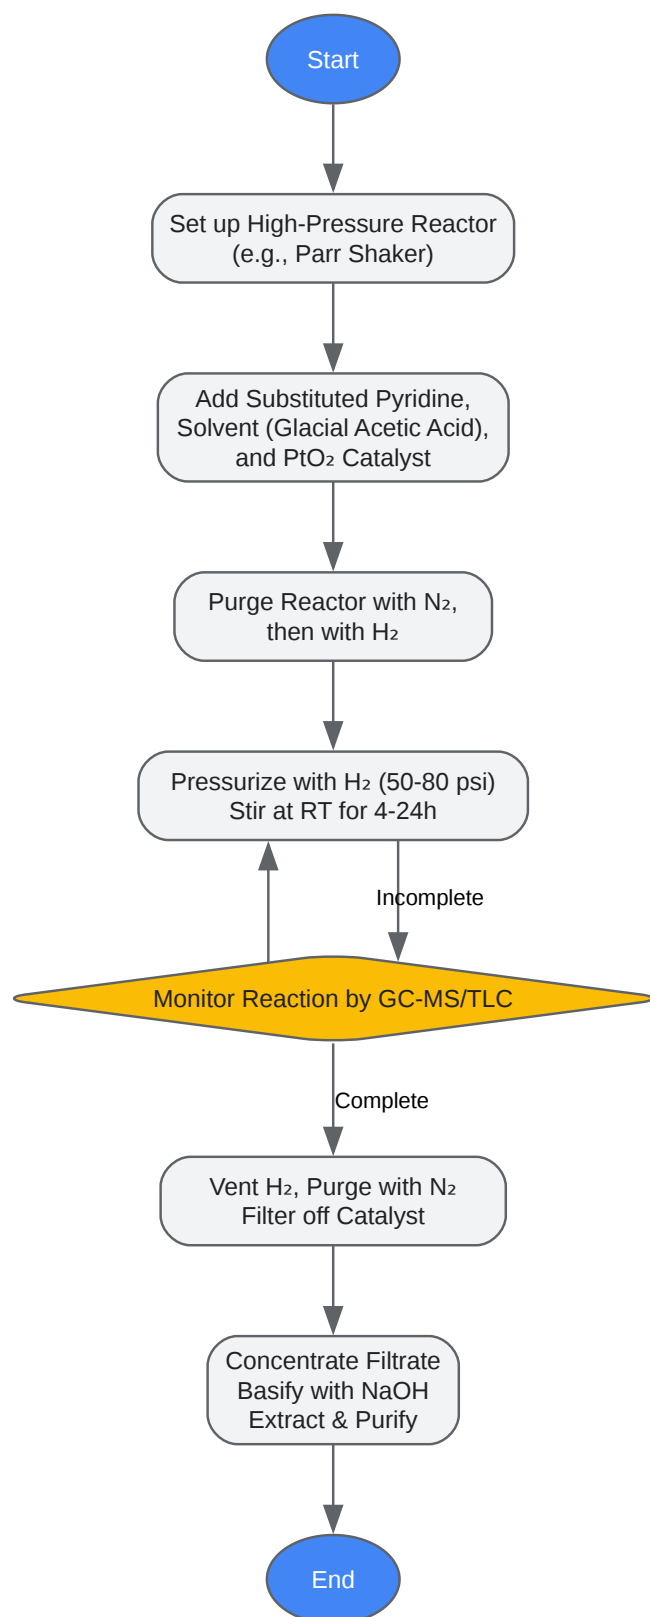 Start
Set up High-Pressure Reactor
(e.g., Parr Shaker)
Add Substituted Pyridine,
Solvent (Glacial Acetic Acid),
and PtO₂ Catalyst
Purge Reactor with N₂,
then with H₂
Pressurize with H₂ (50-80 psi)
Stir at RT for 4-24h
Incomplete
Monitor Reaction by GC-MS/TLC
Complete
Vent H₂, Purge with N₂
Filter off Catalyst
Concentrate Filtrate
Basify with NaOH
Extract & Purify
End